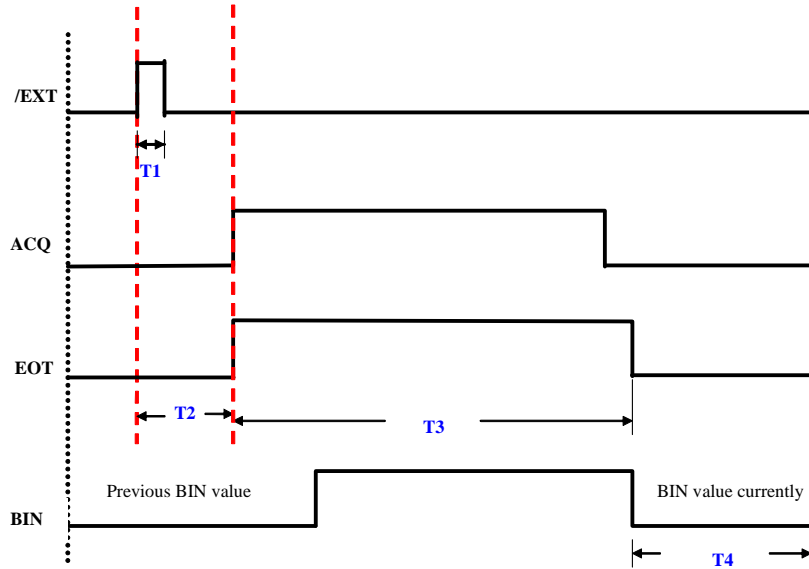 /EXT
T1
ACQ
EOT
T2
T3
Previous BIN value
BIN value currently
BIN
T4